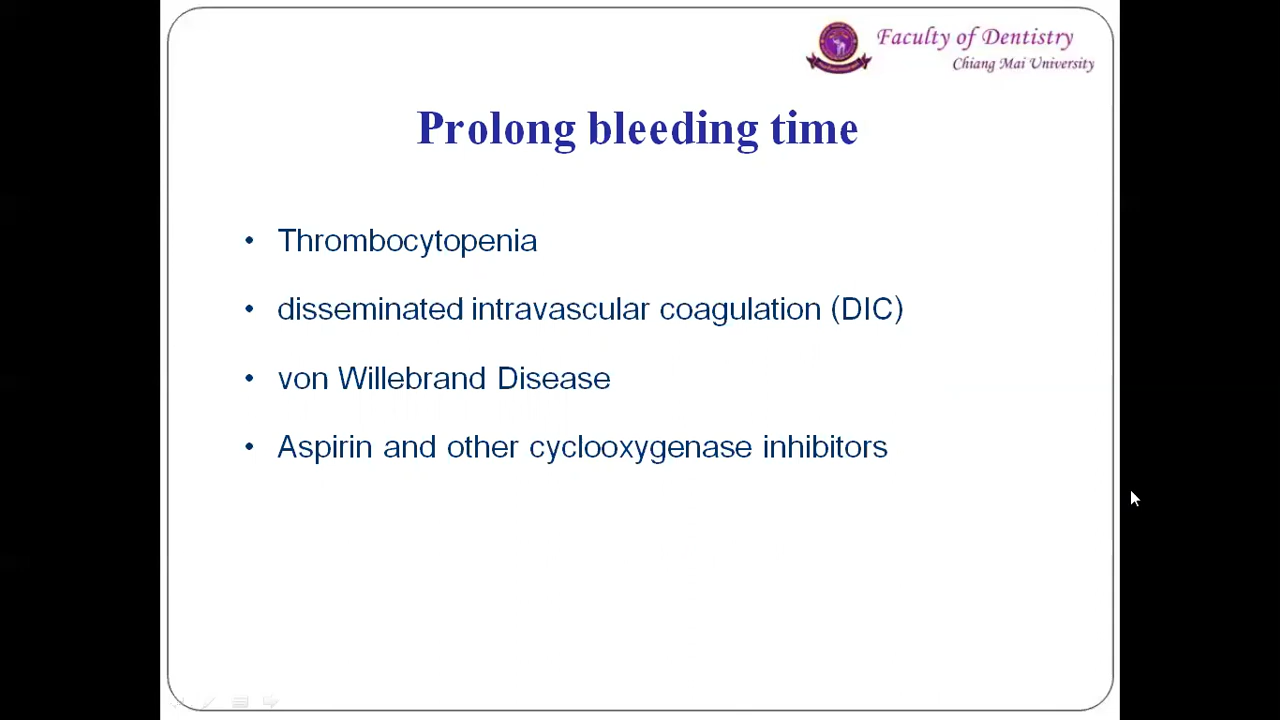 Faculty of Dentistry
Chiang Mai University
Prolong bleeding time
• Thrombocytopenia
• disseminated intravascular coagulation (DIC)
• von Willebrand Disease
• Aspirin and other cyclooxygenase inhibitors